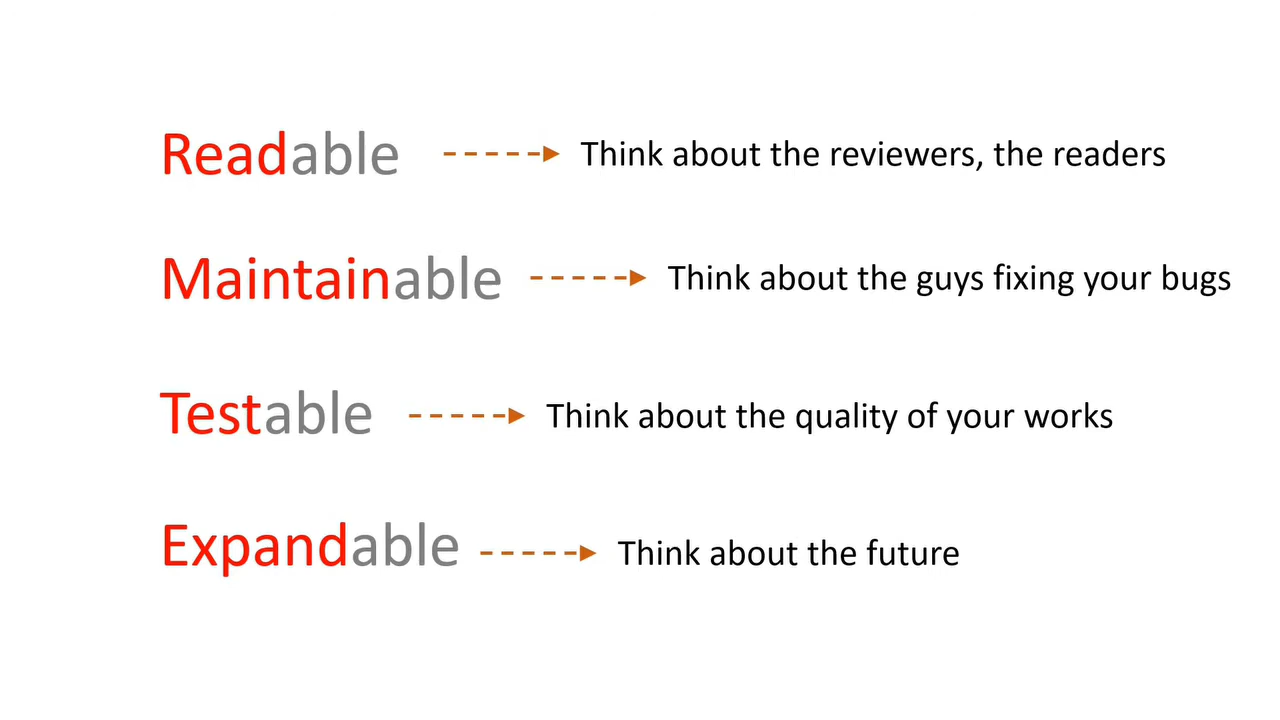 Readable Think about the reviewers, the readers
Maintainable Think about the guys fixing your bugs
Testable Think about the quality of your works
Expandable Think about the future